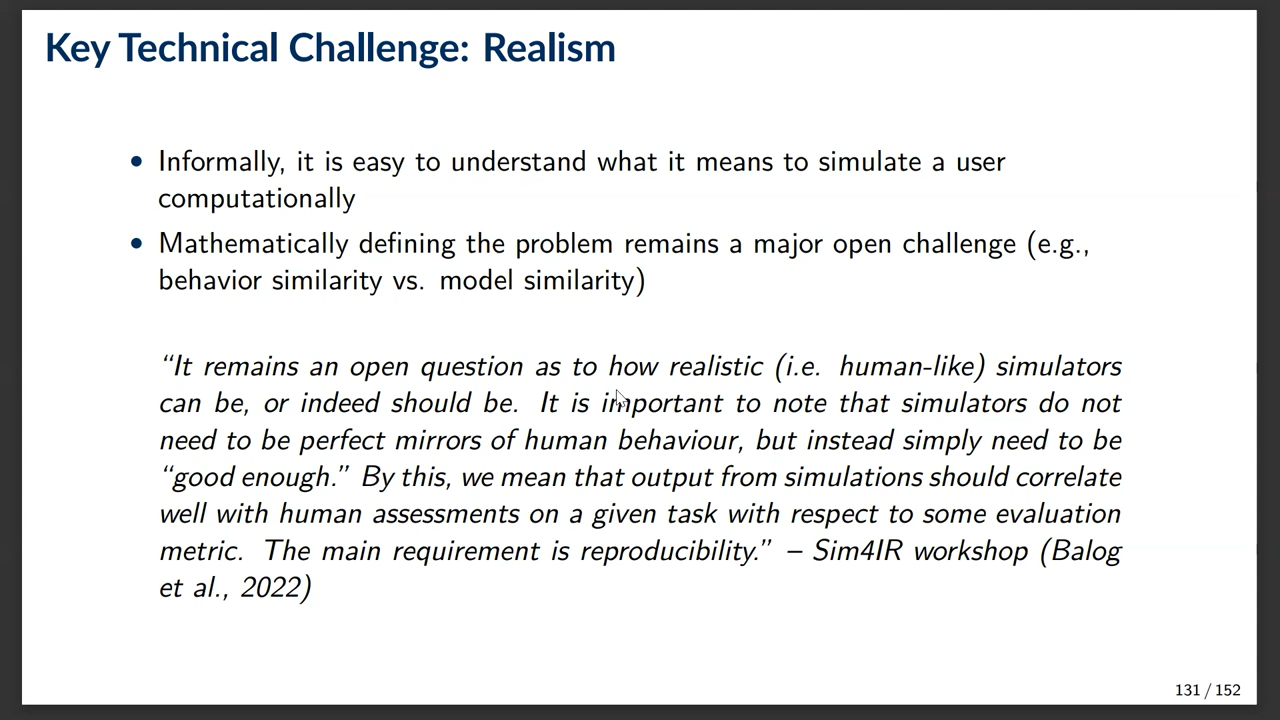 Key Technical Challenge: Realism
• Informally, it is easy to understand what it means to simulate a user
computationally
• Mathematically defining the problem remains a major open challenge (e.g.,
behavior similarity vs. model similarity)
“It remains an open question as to how realistic (i.e. human-like) simulators
can be, or indeed should be. It is important to note that simulators do not
need to be perfect mirrors of human behaviour, but instead simply need to be
“good enough.” By this, we mean that output from simulations should correlate
well with human assessments on a given task with respect to some evaluation
metric. The main requirement is reproducibility.” – Sim4IR workshop (Balog
et al., 2022)
131 / 152